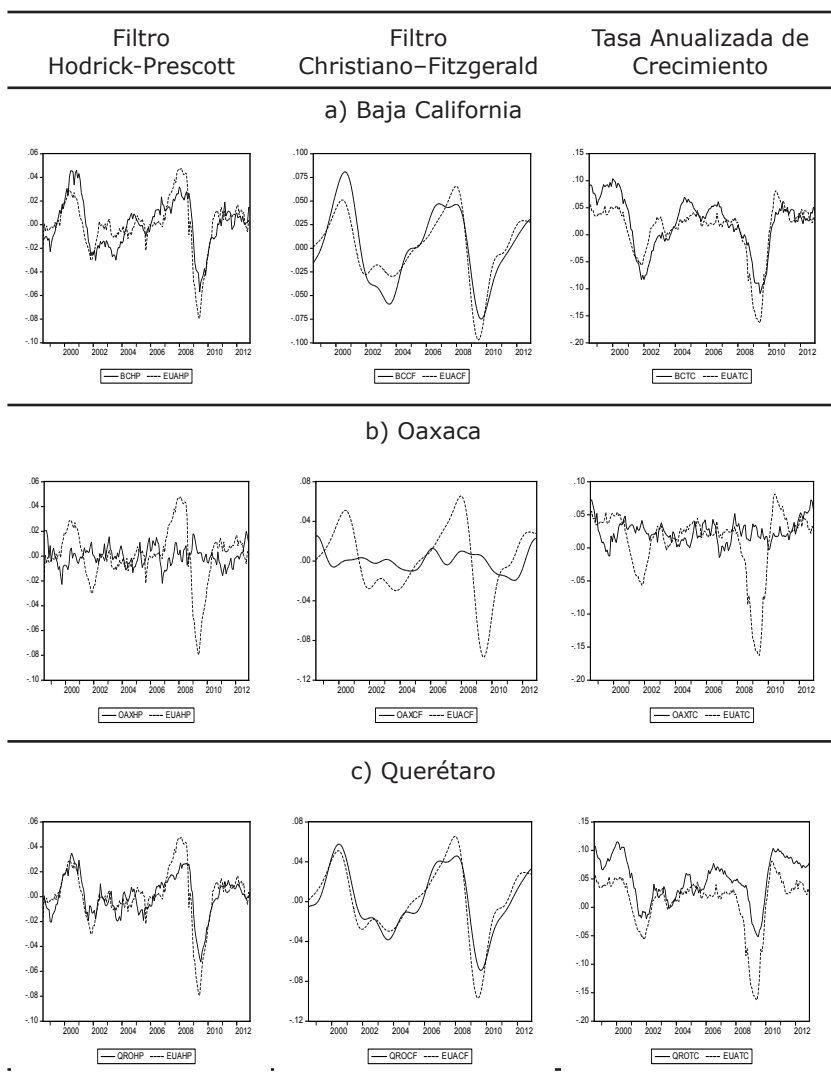 Filtro
Hodrick-Prescott
Filtro
Christiano–Fitzgerald
Tasa Anualizada de
Crecimiento
a) Baja California
.06
.04
.02
.00
-.02
-.04
-.06
-.08
-.10
2000 2002 2004 2006 2008 2010 2012
BCHP EUAHP
.100
.075
.050
.025
.000
-.025
-.050
-.075
-.100
2000 2002 2004 2006 2008 2010 2012
BCCF EUACF
.15
.10
.05
.00
-.05
-.10
-.15
-.20
2000 2002 2004 2006 2008 2010 2012
BCTC EUATC
b) Oaxaca
.06
.04
.02
.00
-.02
-.04
-.06
-.08
-.10
2000 2002 2004 2006 2008 2010 2012
OAXHP EUAHP
.08
.04
.00
-.04
-.08
-.12
2000 2002 2004 2006 2008 2010 2012
OAXCF EUACF
.10
.05
.00
-.05
-.10
-.15
-.20
2000 2002 2004 2006 2008 2010 2012
OAXTC EUATC
c) Querétaro
.06
.04
.02
.00
-.02
-.04
-.06
-.08
-.10
2000 2002 2004 2006 2008 2010 2012
QROHP EUAHP
.08
.04
.00
-.04
-.08
-.12
2000 2002 2004 2006 2008 2010 2012
QROCF EUACF
.15
.10
.05
.00
-.05
-.10
-.15
-.20
2000 2002 2004 2006 2008 2010 2012
QROTC EUATC